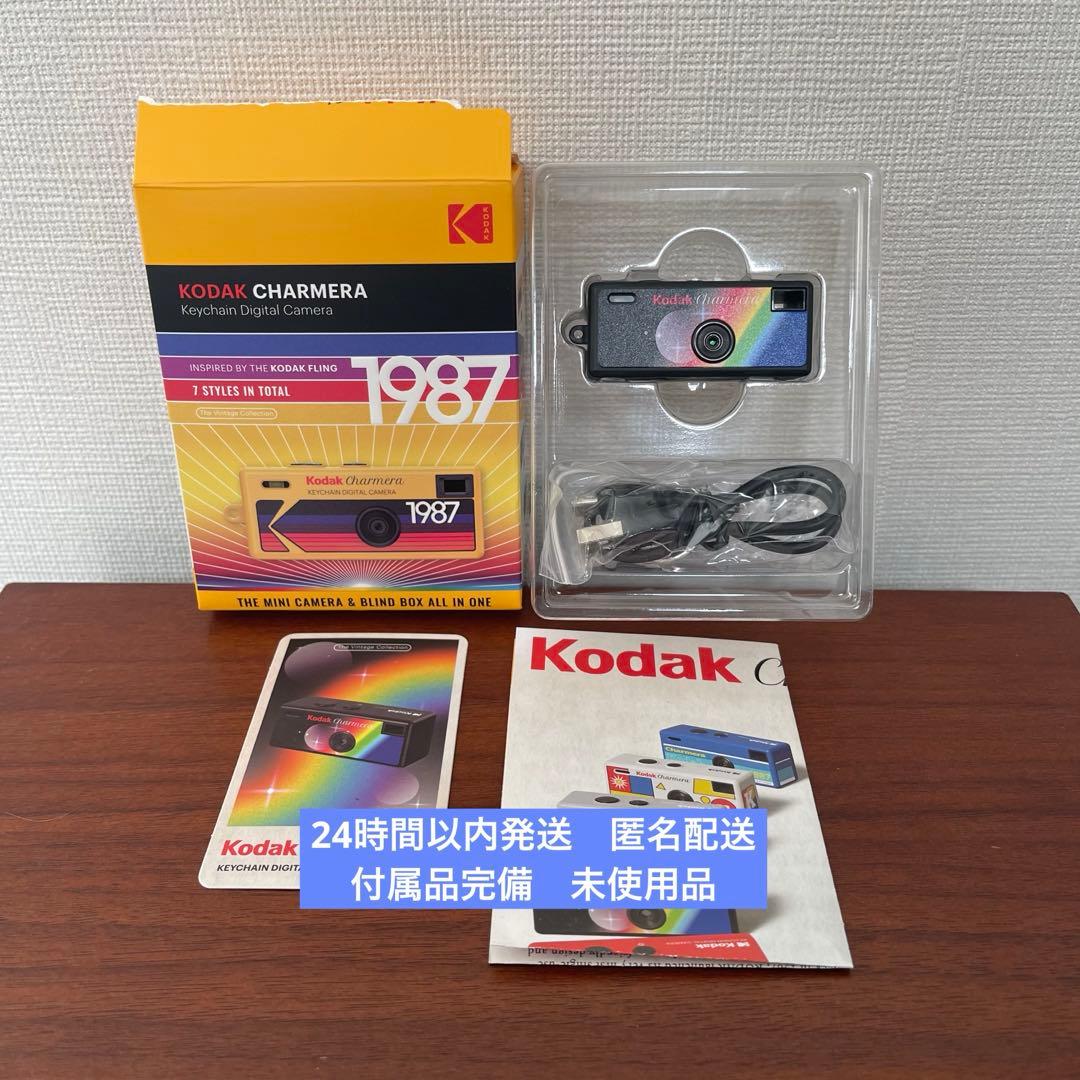 KODAK
KODAK CHARMERA
Keychain Digital Camera
INSPIRED BY THE KODAK FLING
1987
7 STYLES IN TOTAL
The Vintage Collection
Kodak Charmera
KEYCHAIN DIGITAL CAMERA
1987
THE MINI CAMERA & BLIND BOX ALL IN ONE
Kodak Charmera
The Vintage Collection
Kodak Charmera
Kodak
KEYCHAIN DIGITA
Kodak
Charmera
Kodak Charmera
24時間以内発送 匿名配送
付属品完備 未使用品
Kodak